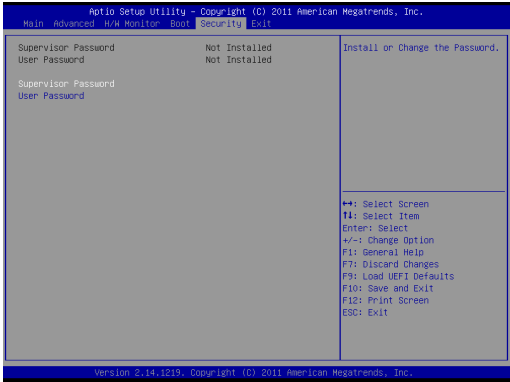 Aptio Setup Utility – Copyright (C) 2011 American Megatrends, Inc.
Main Advanced H/W Monitor Boot Security Exit
Supervisor Password Not Installed
User Password Not Installed
Supervisor Password
User Password
Install or Change the Password.
↔: Select Screen
↑↓: Select Item
Enter: Select
+/-: Change Option
F1: General Help
F7: Discard Changes
F9: Load UEFI Defaults
F10: Save and Exit
F12: Print Screen
ESC: Exit
Version 2.14.1219. Copyright (C) 2011 American Megatrends, Inc.